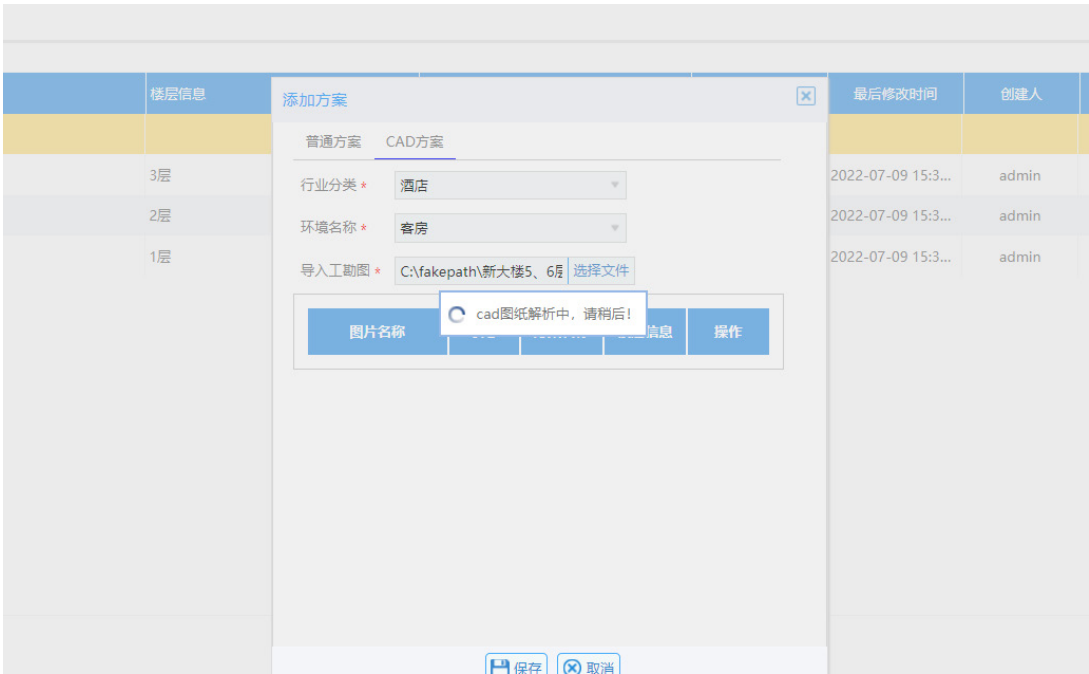 楼层信息 最后修改时间 创建人
添加方案
普通方案 CAD方案
3层 行业分类 * 酒店 2022-07-09 15:3... admin
2层 环境名称 * 客房 2022-07-09 15:3... admin
1层 导入工勘图 * C:\fakepath\新大楼5、6层 选择文件 2022-07-09 15:3... admin
cad图纸解析中，请稍后！
图片名称 信息 操作
保存 取消